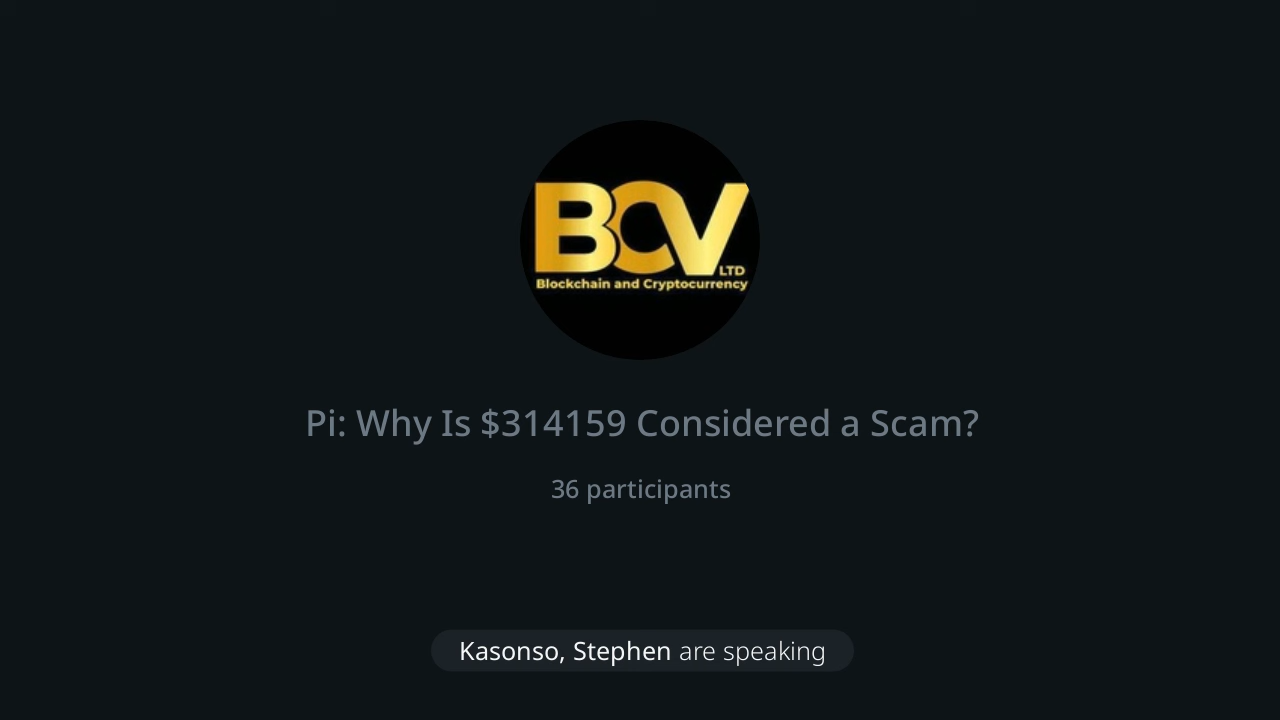 BCV
LTD
Blockchain and Cryptocurrency
Pi: Why Is $314159 Considered a Scam?
36 participants
Kasonso, Stephen are speaking